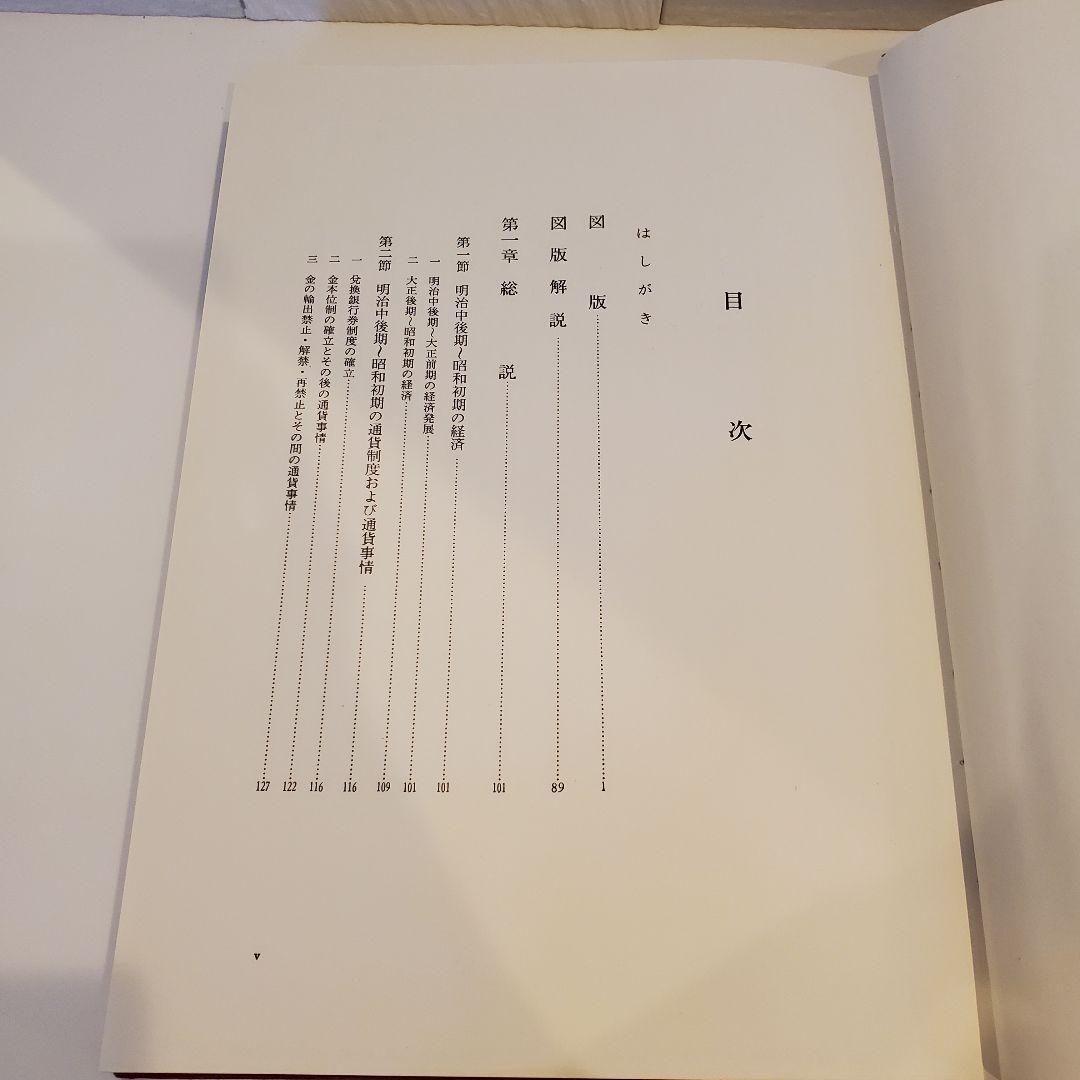 目次
はしがき
図版……1
図版解説……89
第一章 総説……101
第一節 明治中後期~昭和初期の経済……101
一 明治中後期~大正前期の経済発展……101
二 大正後期~昭和初期の経済……109
第二節 明治中後期~昭和初期の通貨制度および通貨事情……116
一 兌換銀行券制度の確立……116
二 金本位制の確立とその後の通貨事情……122
三 金の輸出禁止・解禁・再禁止とその間の通貨事情……127
v